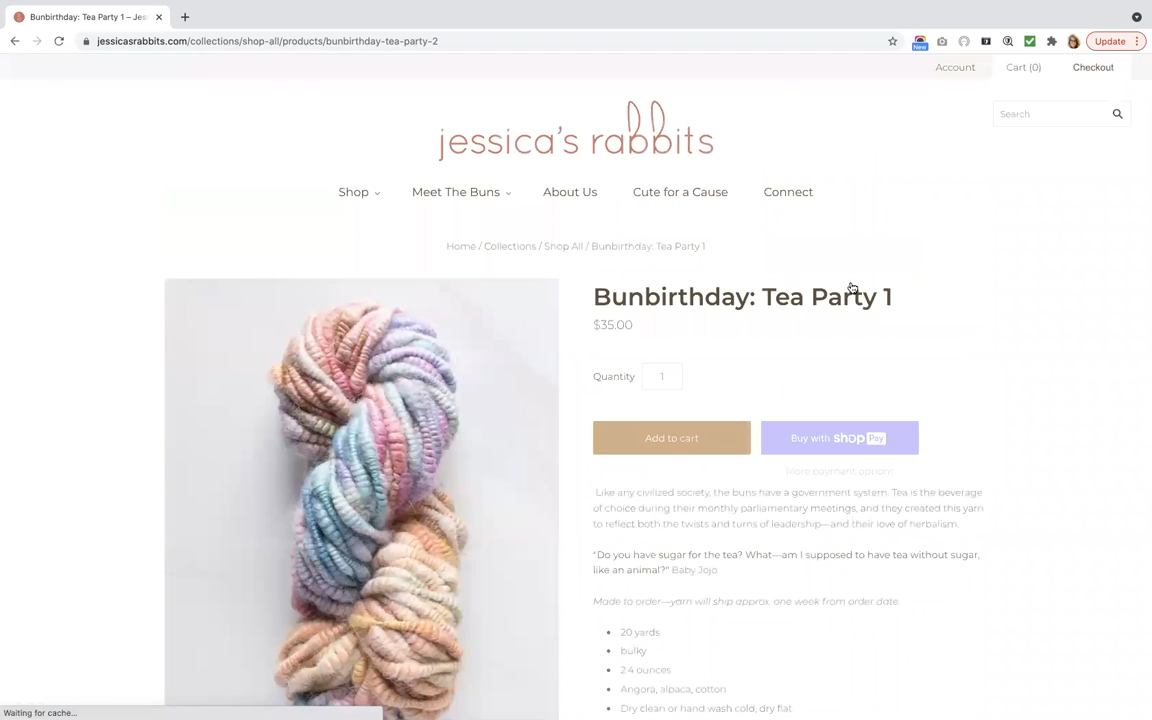 Bunbirthday: Tea Party 1 – Jes
jessicasrabbits.com/collections/shop-all/products/bunbirthday-tea-party-2
New
Update
Account
Cart (0)
Checkout
jessica's rabbits
Search
Shop
Meet The Buns
About Us
Cute for a Cause
Connect
Home / Collections / Shop All / Bunbirthday: Tea Party 1
Bunbirthday: Tea Party 1
$35.00
Quantity
1
Add to cart
Buy with shop Pay
More payment options
Like any civilized society, the buns have a government system. Tea is the beverage
of choice during their monthly parliamentary meetings, and they created this yarn
to reflect both the twists and turns of leadership—and their love of herbalism.
"Do you have sugar for the tea? What—am I supposed to have tea without sugar,
like an animal?" Baby Jojo
Made to order—yarn will ship approx. one week from order date.
• 20 yards
• bulky
• 2.4 ounces
• Angora, alpaca, cotton
• Dry clean or hand wash cold, dry flat
Waiting for cache...